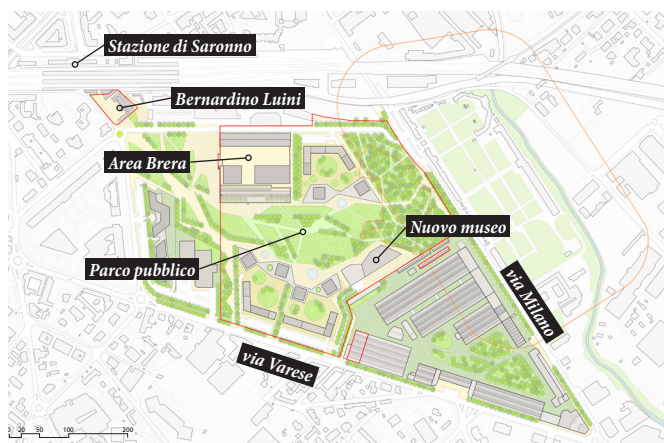 Stazione di Saronno
Bernardino Luini
Area Brera
Nuovo museo
Parco pubblico
via Milano
via Varese
0 20 50 100 200